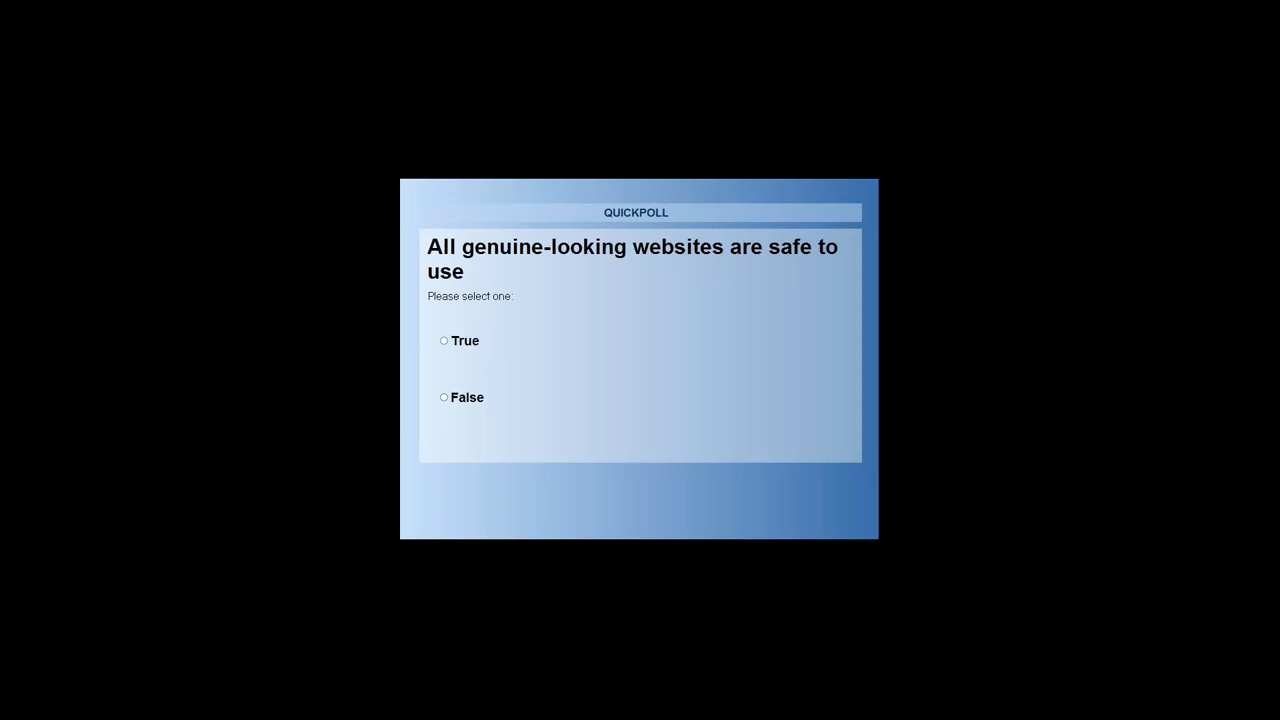 QUICKPOLL
All genuine-looking websites are safe to
use
Please select one:
True
False